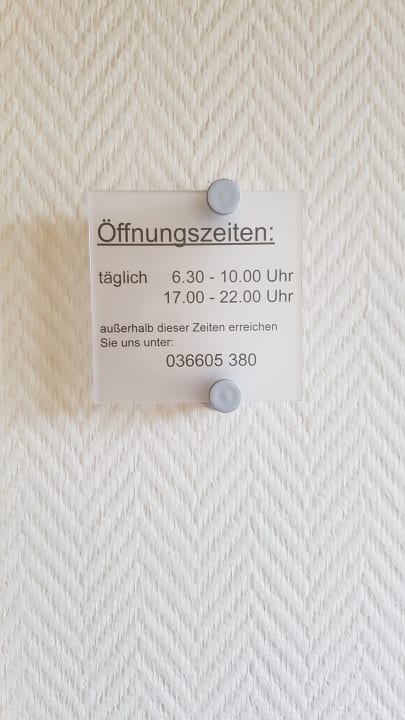 Öffnungszeiten:
täglich 6.30 - 10.00 Uhr
17.00 - 22.00 Uhr
außerhalb dieser Zeiten erreichen
Sie uns unter:
036605 380